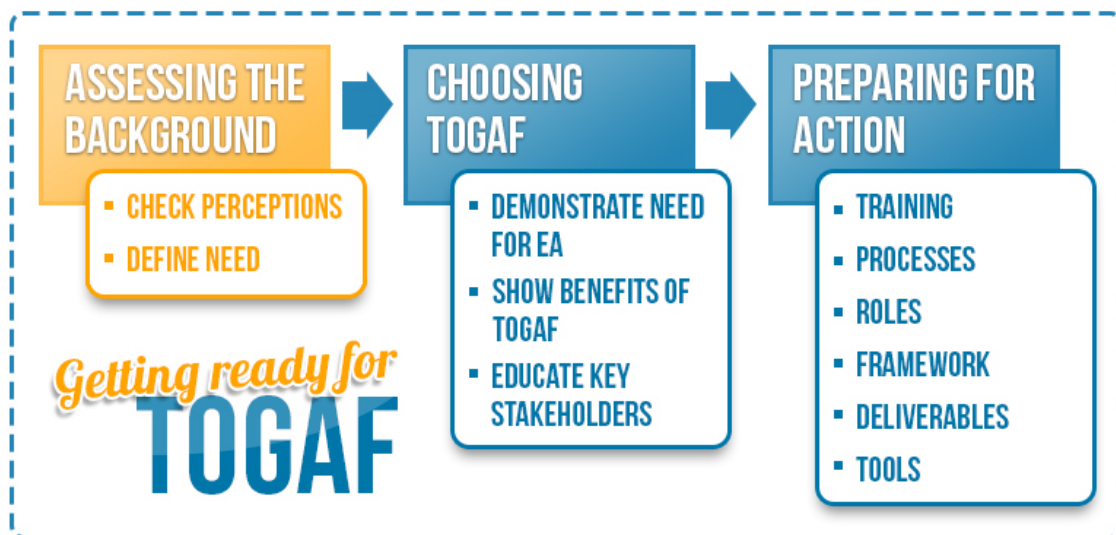 ASSESSING THE
BACKGROUND
▪ CHECK PERCEPTIONS
▪ DEFINE NEED
CHOOSING
TOGAF
▪ DEMONSTRATE NEED
FOR EA
▪ SHOW BENEFITS OF
TOGAF
▪ EDUCATE KEY
STAKEHOLDERS
PREPARING FOR
ACTION
▪ TRAINING
▪ PROCESSES
▪ ROLES
▪ FRAMEWORK
▪ DELIVERABLES
▪ TOOLS
Getting ready for
TOGAF